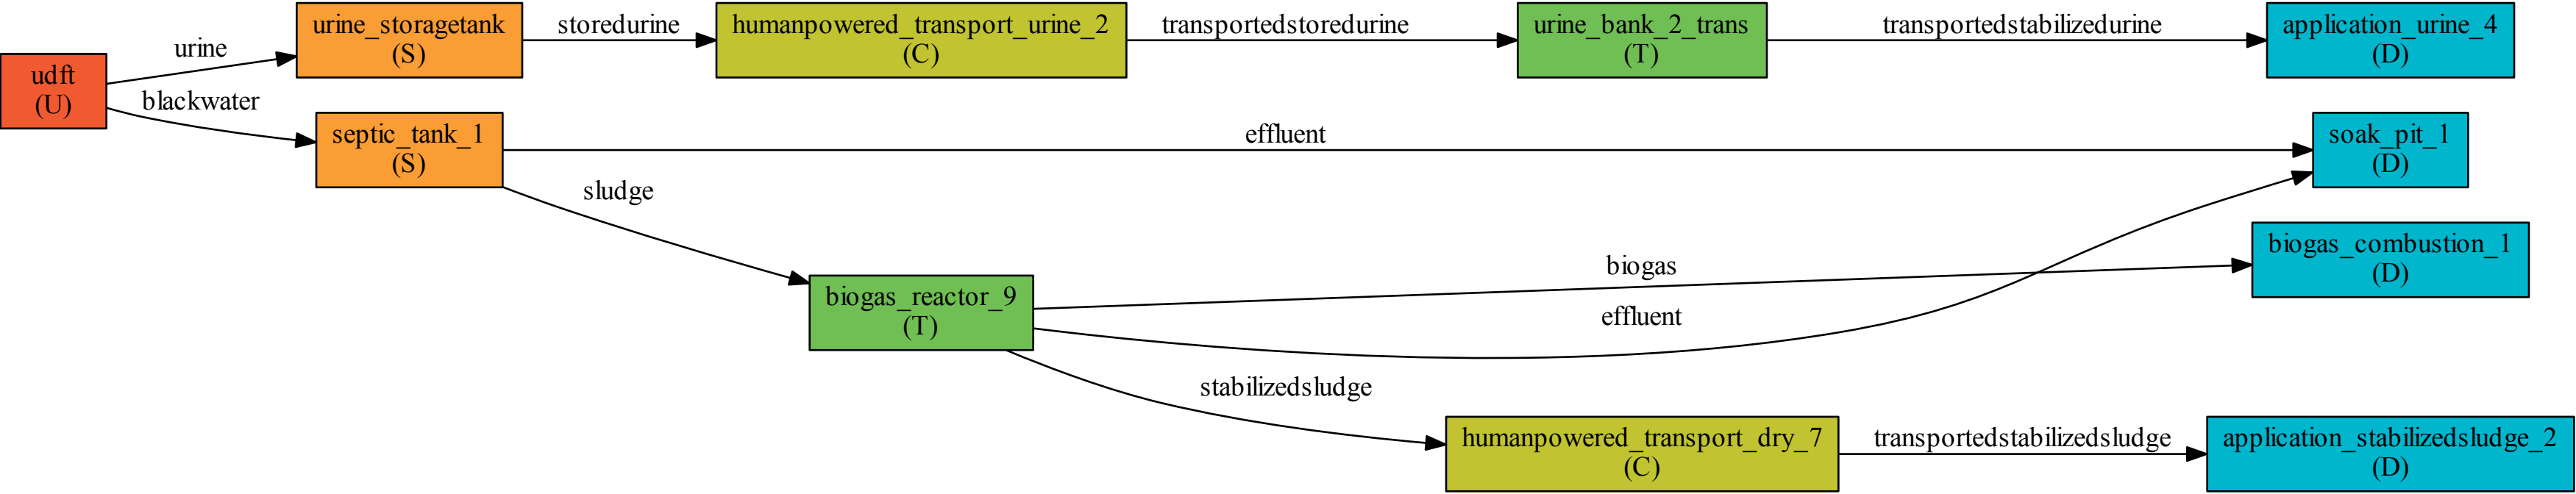 udft
(U)
urine
blackwater
urine_storagetank
(S)
storedurine
humanpowered_transport_urine_2
(C)
transportedstoredurine
urine_bank_2_trans
(T)
transportedstabilizedurine
application_urine_4
(D)
septic_tank_1
(S)
effluent
soak_pit_1
(D)
sludge
biogas_reactor_9
(T)
biogas
biogas_combustion_1
(D)
effluent
stabilizedsludge
humanpowered_transport_dry_7
(C)
transportedstabilizedsludge
application_stabilizedsludge_2
(D)